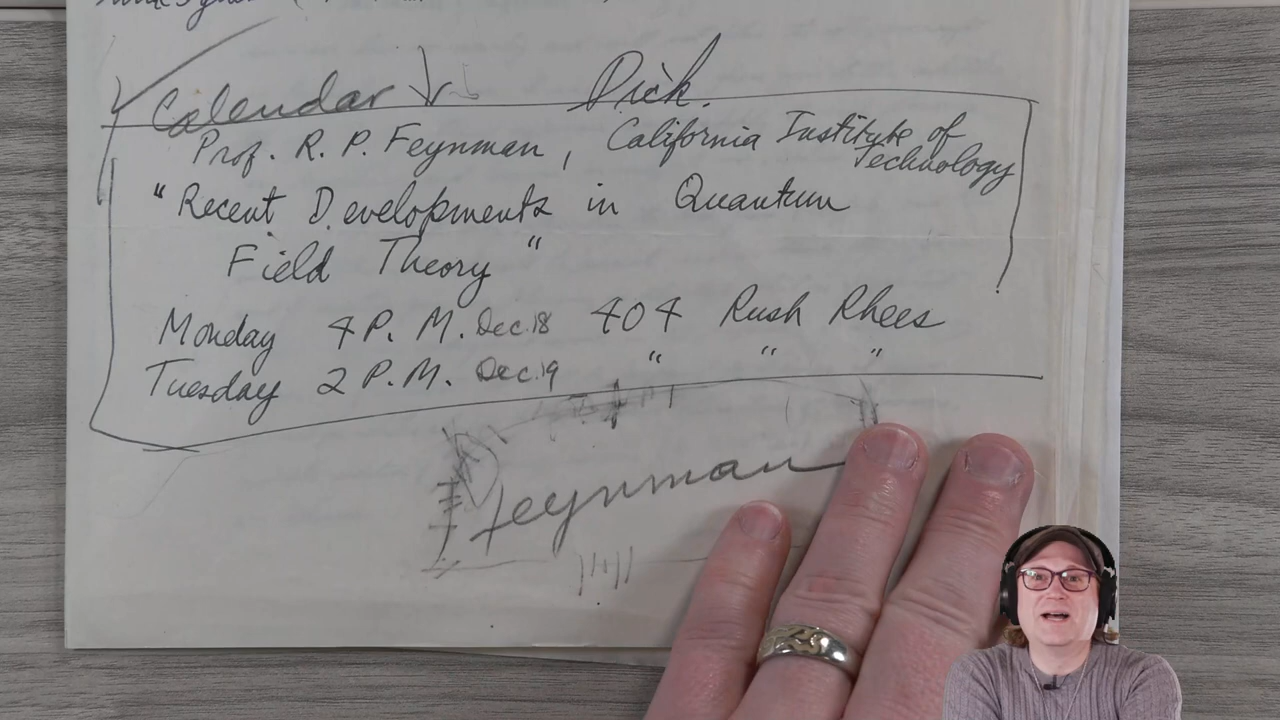 Calendar ↓ Dick.
Prof. R. P. Feynman, California Institute of Technology
"Recent Developments in Quantum
Field Theory"
Monday 4 P. M. Dec. 18 404 Rush Rhees
Tuesday 2 P. M. Dec. 19 " " "
Feynman